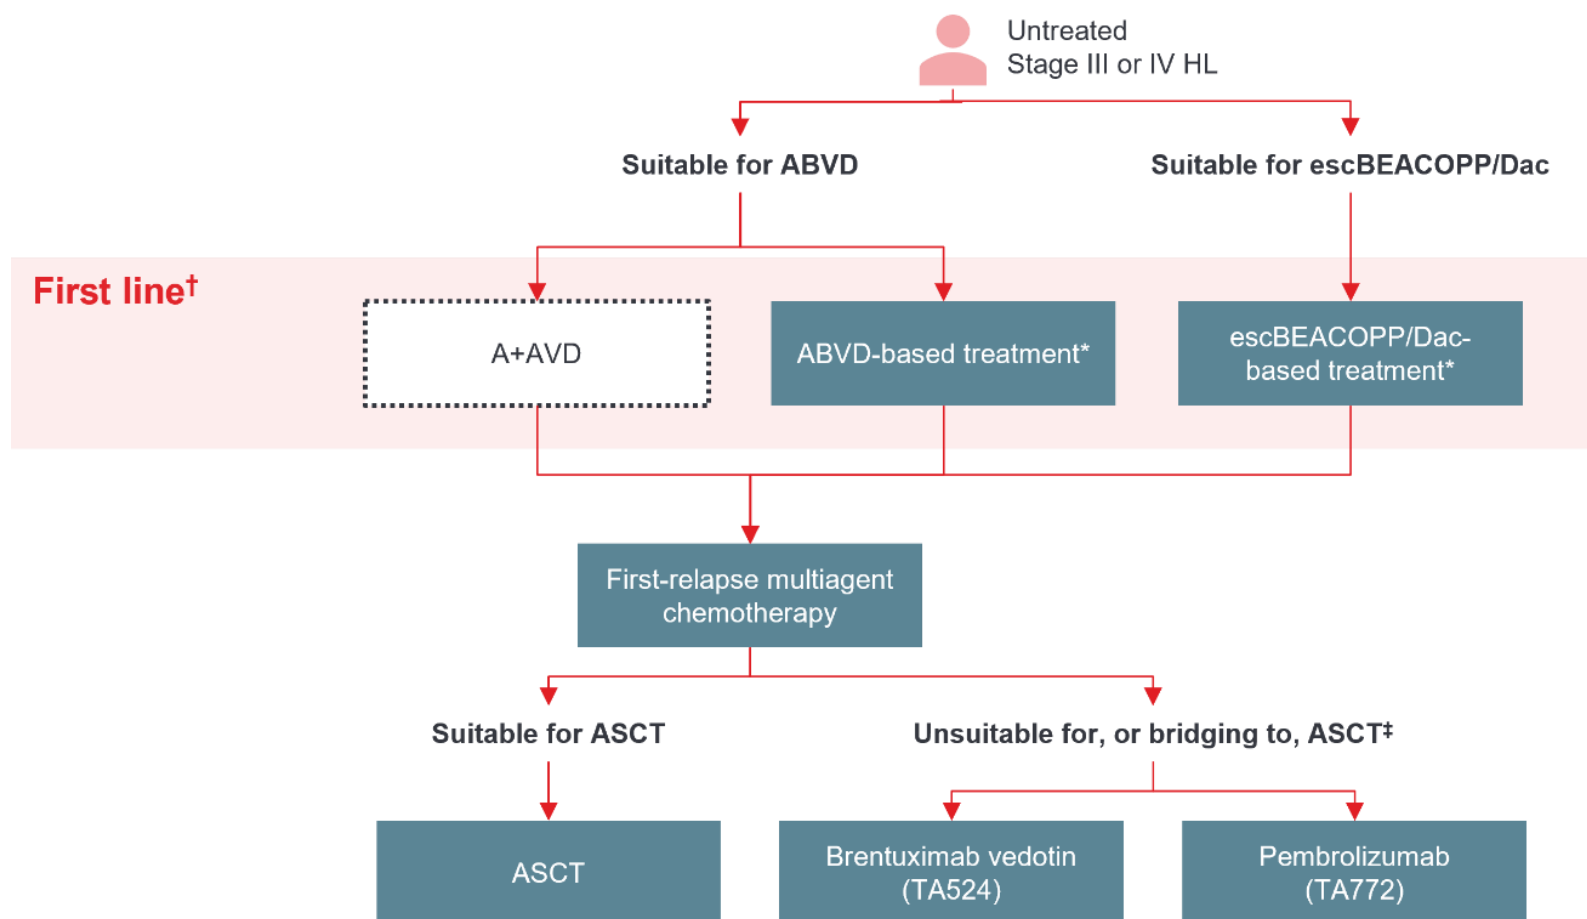 Untreated
Stage III or IV HL
Suitable for ABVD
Suitable for escBEACOPP/Dac
First line†
A+AVD
ABVD-based treatment*
escBEACOPP/Dac-
based treatment*
First-relapse multiagent
chemotherapy
Suitable for ASCT
Unsuitable for, or bridging to, ASCT‡
ASCT
Brentuximab vedotin
(TA524)
Pembrolizumab
(TA772)